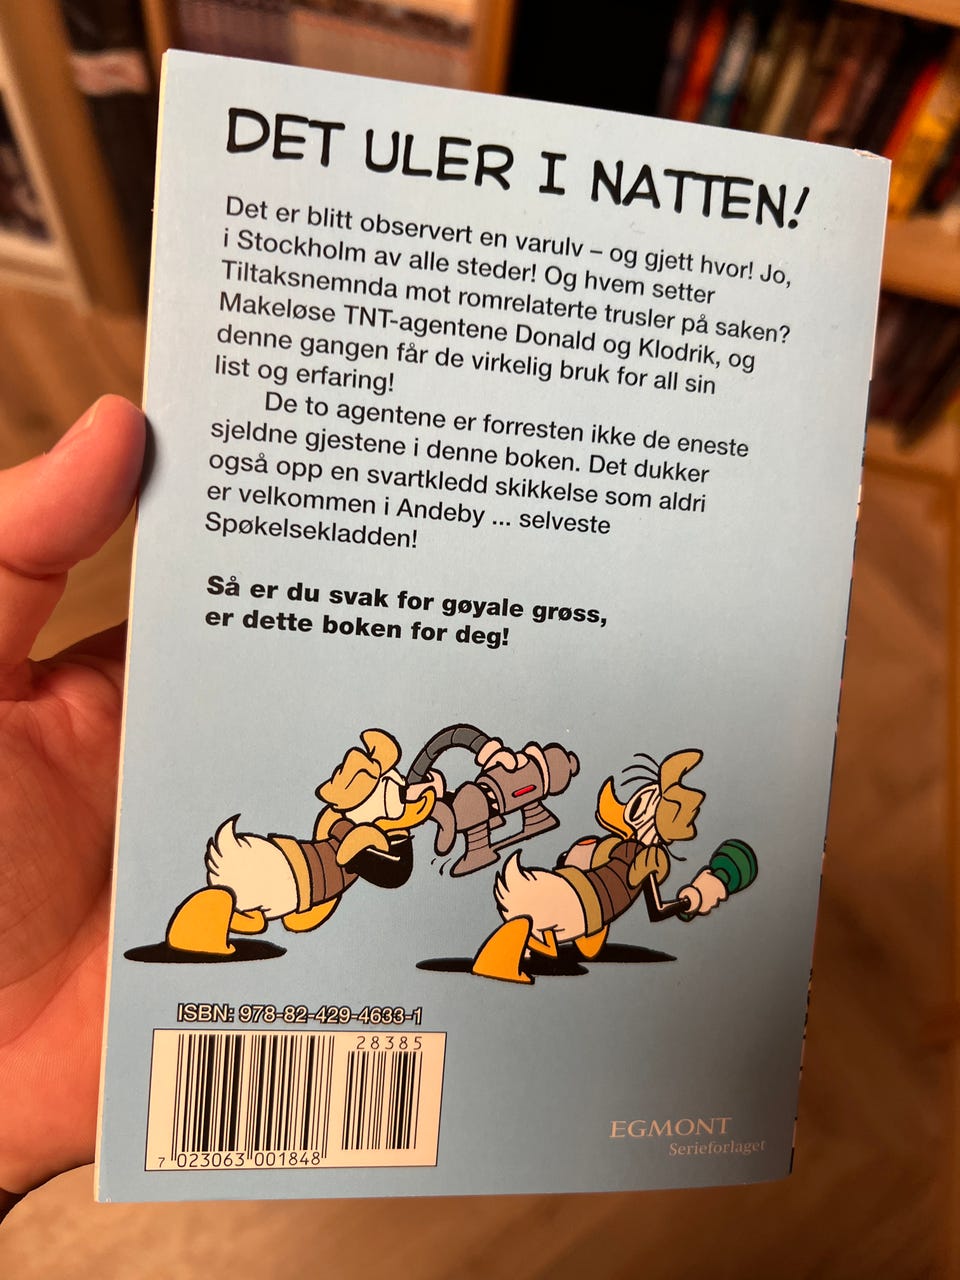 DET ULER I NATTEN!
Det er blitt observert en varulv – og gjett hvor! Jo,
i Stockholm av alle steder! Og hvem setter
Tiltaksnemnda mot romrelaterte trusler på saken?
Makeløse TNT-agentene Donald og Klodrik, og
denne gangen får de virkelig bruk for all sin
list og erfaring!
De to agentene er forresten ikke de eneste
sjeldne gjestene i denne boken. Det dukker
også opp en svartkledd skikkelse som aldri
er velkommen i Andeby ... selveste
Spøkelsekladden!
Så er du svak for gøyale grøss,
er dette boken for deg!
ISBN: 978-82-429-4633-1
28385
7 023063 001848
EGMONT
Serieforlaget